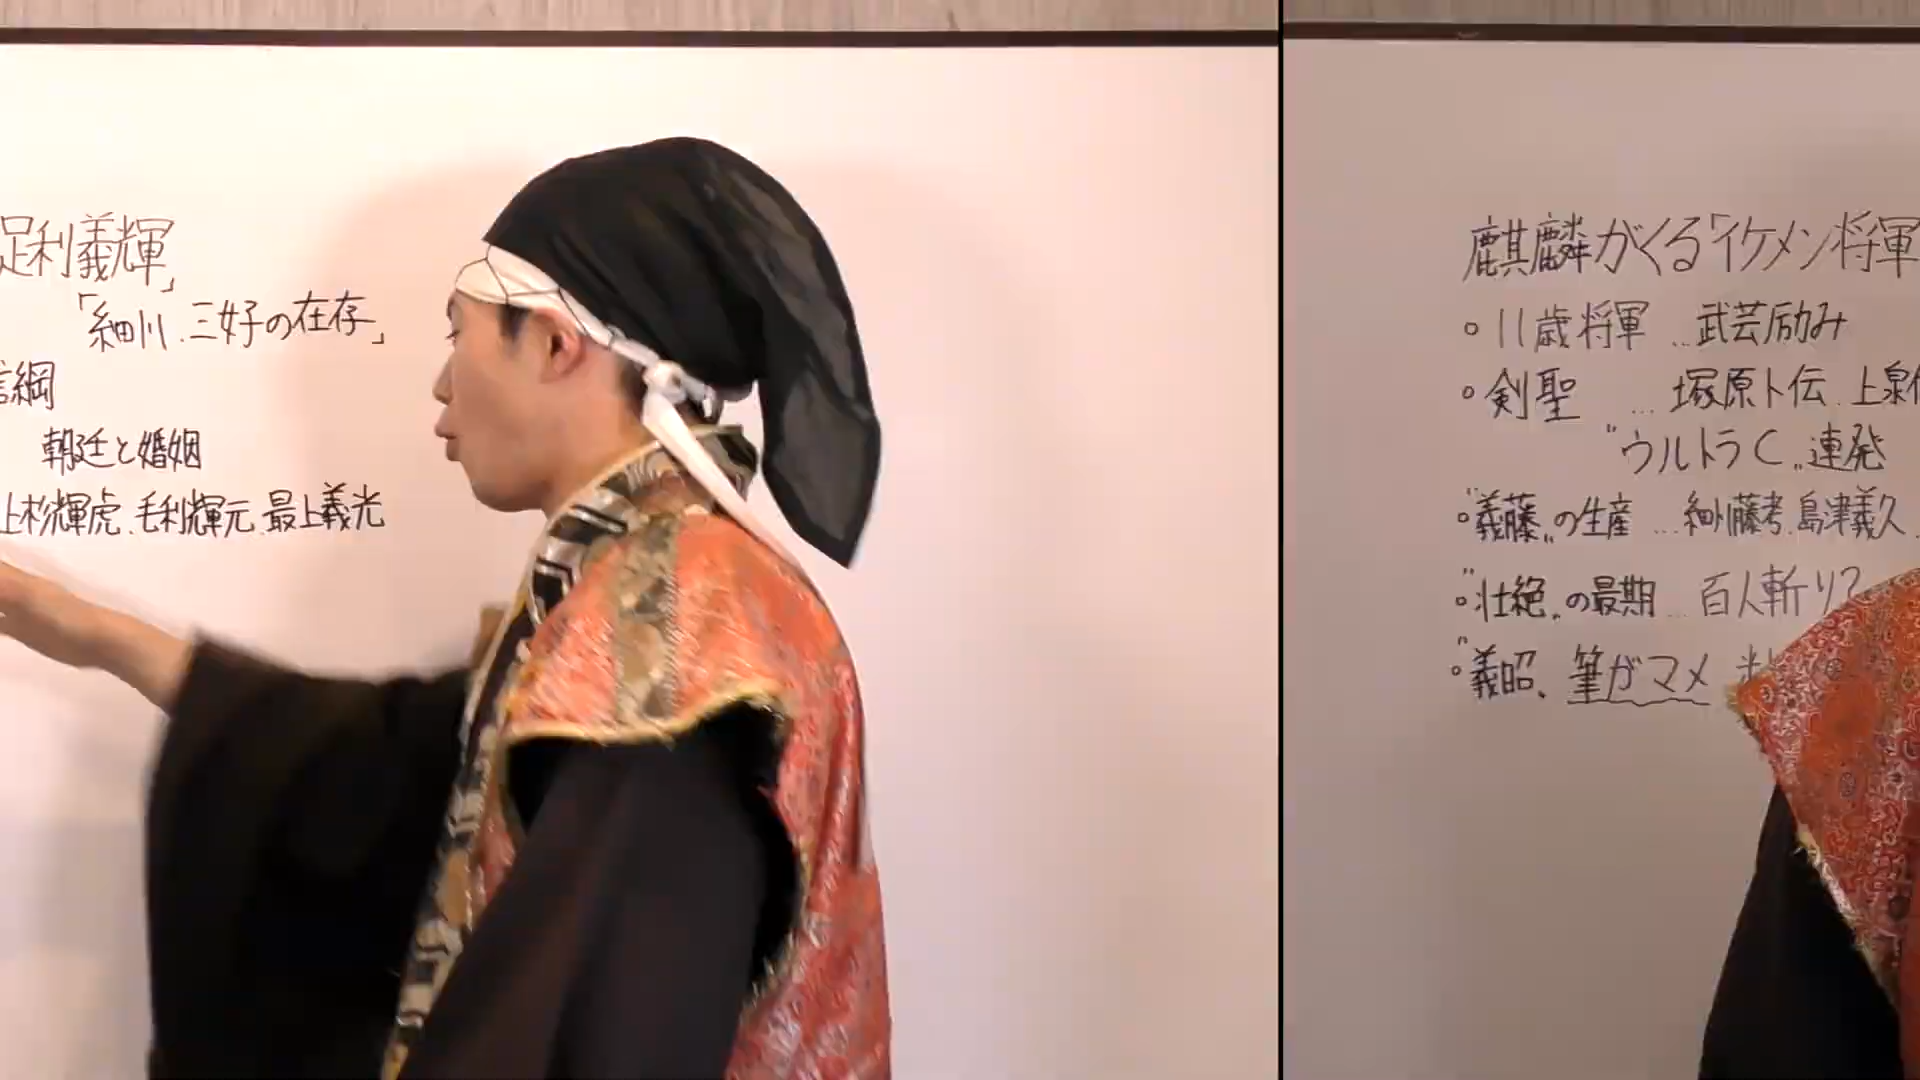 足利義輝」
「細川.三好の在存」
信綱
朝廷と婚姻
上杉輝虎.毛利輝元.最上義光
麒麟がくる「イケメン将軍
○11歳将軍…武芸励み
○剣聖…塚原卜伝.上泉信
"ウルトラC"連発
○"義藤"の生産…細川藤考.島津義久…
○"壮絶"の最期…百人斬り?
○"義昭、筆がマメ